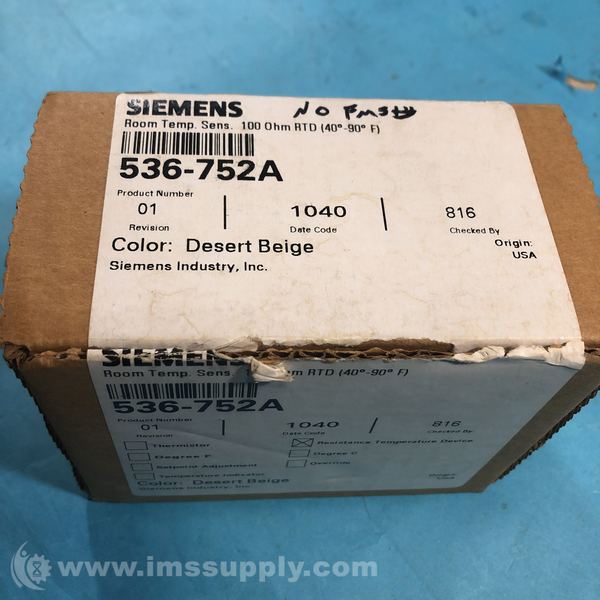 SIEMENS NO FMS#
Room Temp. Sens. 100 Ohm RTD (40°-90° F)
536-752A
Product Number
01 1040 816
Revision Date Code Checked By
Color: Desert Beige Origin:
USA
Siemens Industry, Inc.
SIEMENS
Room Temp. Sens. RTD (40°-90° F)
536-752A
Product Number
01 1040 816
Revision Date Code Checked By
Thermistor Resistance Temperature Device
Degree F Degree C
Setpoint Adjustment Override
Temperature Indicator Origin:
USA
Color: Desert Beige
Siemens Industry, Inc.
www.imssupply.com